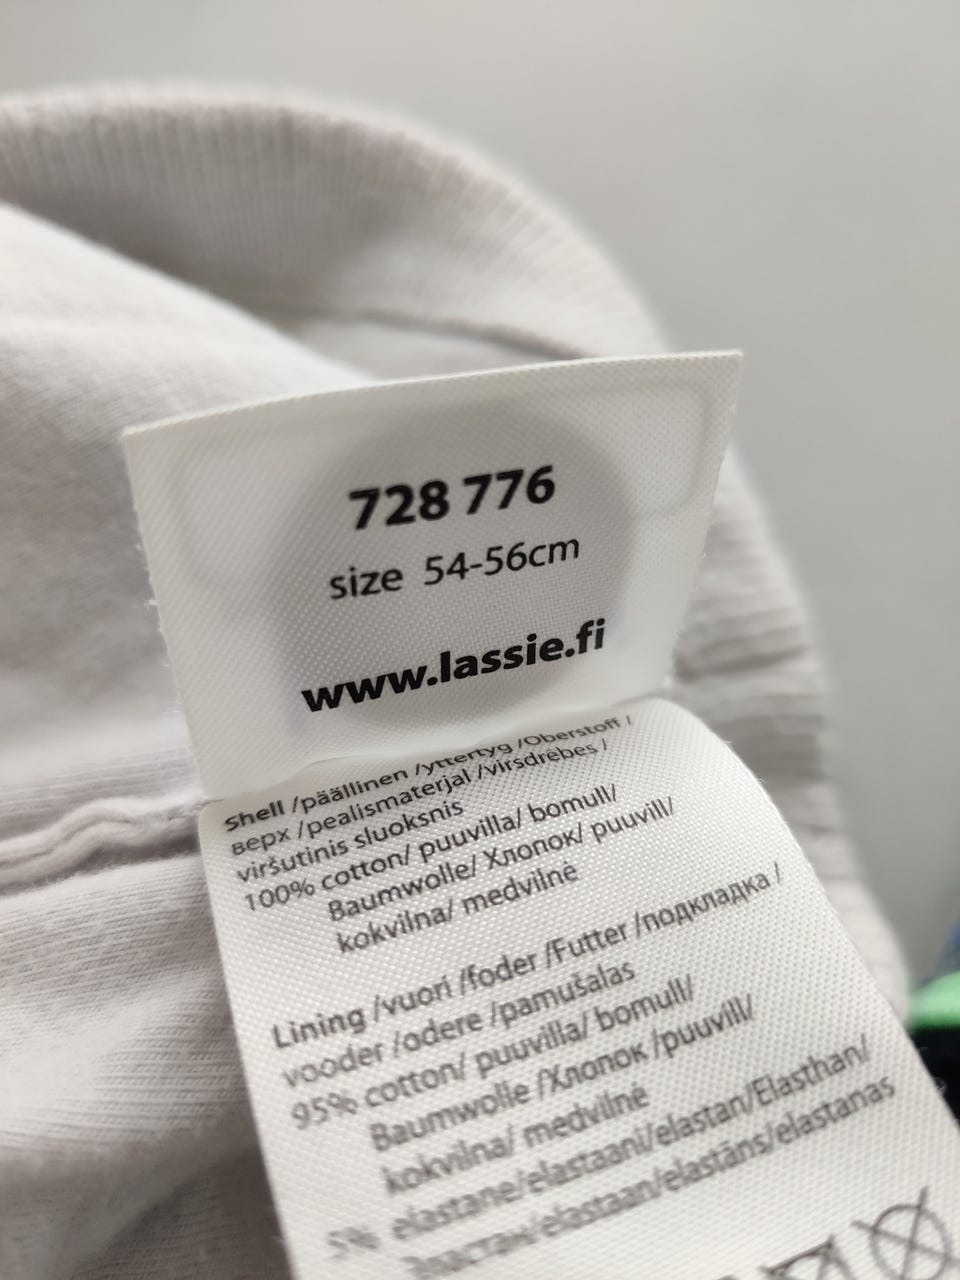 728 776
size 54-56cm
www.lassie.fi
Shell /päällinen /yttertyg /Oberstoff /
верх /pealismaterjal /virsdrēbes /
viršutinis sluoksnis
100% cotton/ puuvilla/ bomull/
Baumwolle/ Хлопок/ puuvill/
kokvilna/ medvilnė
Lining /vuori /foder /Futter /подкладка /
vooder /odere /pamušalas
95% cotton/ puuvilla/ bomull/
Baumwolle /Хлопок /puuvill/
kokvilna/ medvilnė
5% elastane/elastaani/elastan/Elasthan/
Эластан/elastaan/elastāns/elastanas